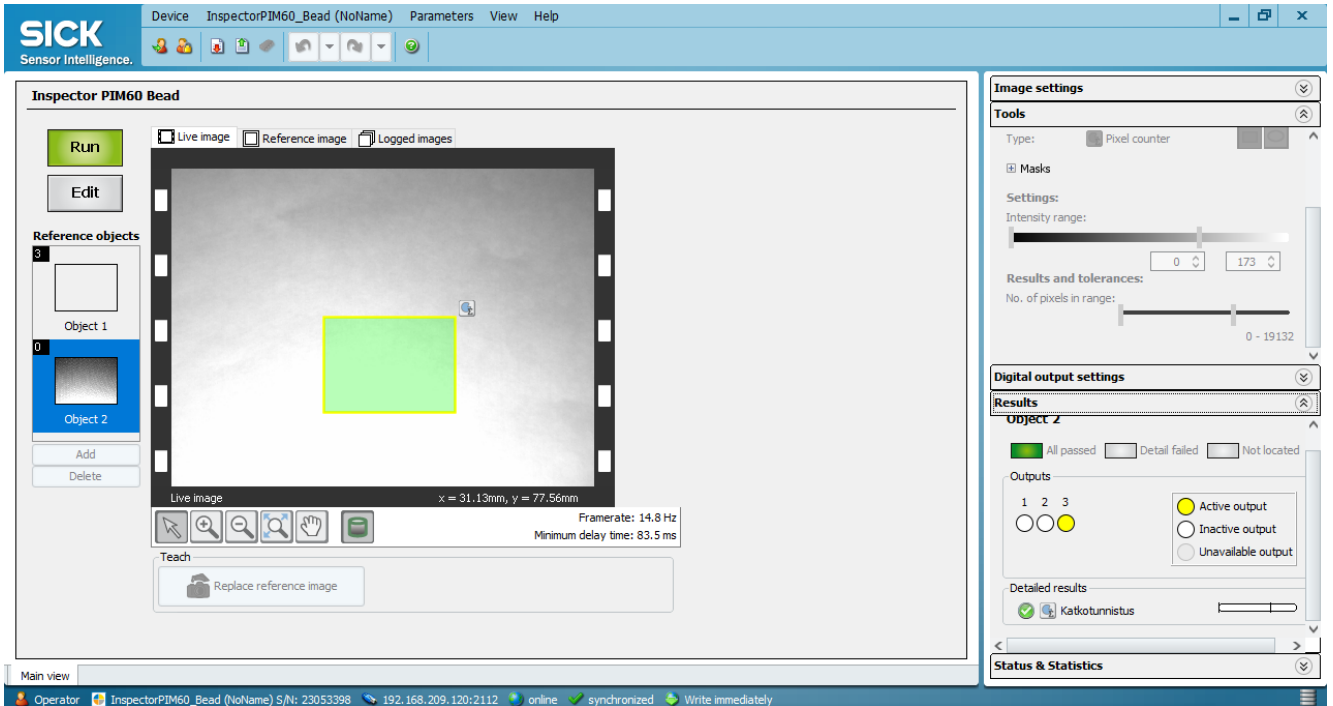 SICK
Sensor Intelligence.
Device InspectorPIM60_Bead (NoName) Parameters View Help
Inspector PIM60 Bead
Run
Edit
Reference objects
3
Object 1
0
Object 2
Add
Delete
Live image Reference image Logged images
Live image x = 31.13mm, y = 77.56mm
Framerate: 14.8 Hz
Minimum delay time: 83.5 ms
Teach
Replace reference image
Main view
Image settings
Tools
Type: Pixel counter
Masks
Settings:
Intensity range:
0 173
Results and tolerances:
No. of pixels in range:
0 - 19132
Digital output settings
Results
Object 2
All passed Detail failed Not located
Outputs
1 2 3
Active output
Inactive output
Unavailable output
Detailed results
Katkotunnistus
Status & Statistics
Operator InspectorPIM60_Bead (NoName) S/N: 23053398 192.168.209.120:2112 online synchronized Write immediately